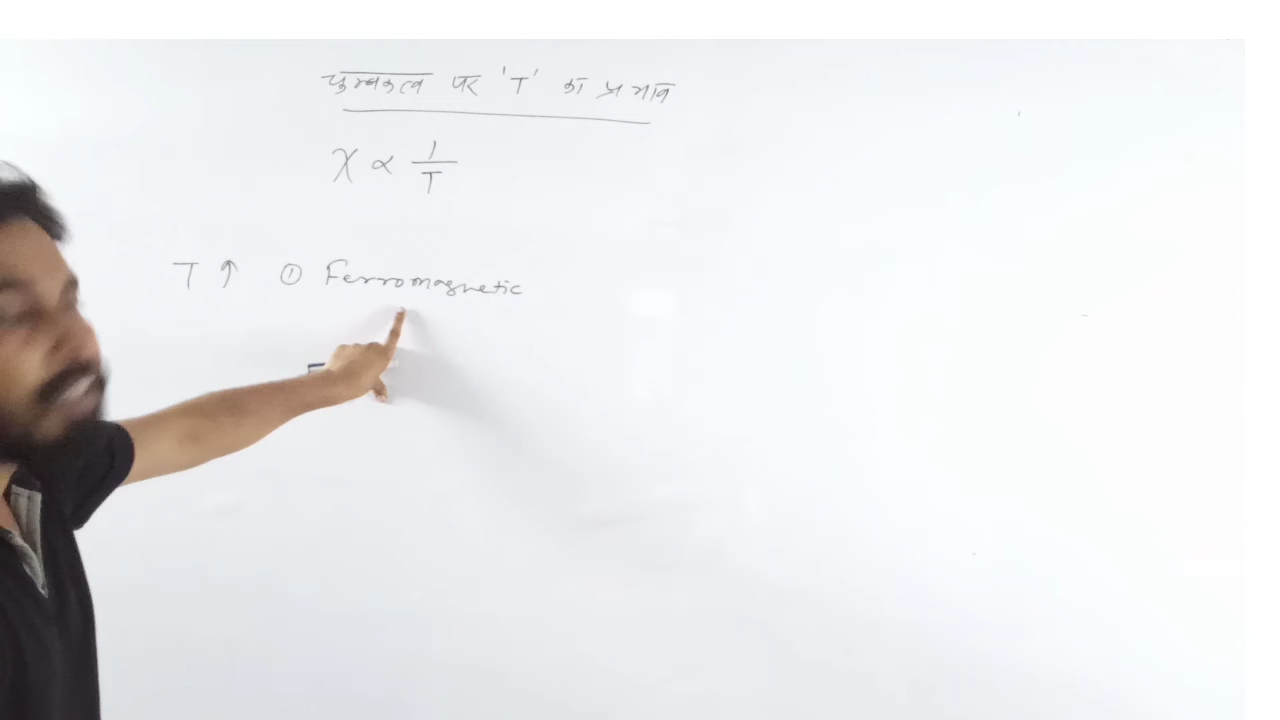 चुम्बकत्व पर 'T' का प्रभाव
χ ∝ 1/T
T ↑ ① Ferromagnetic